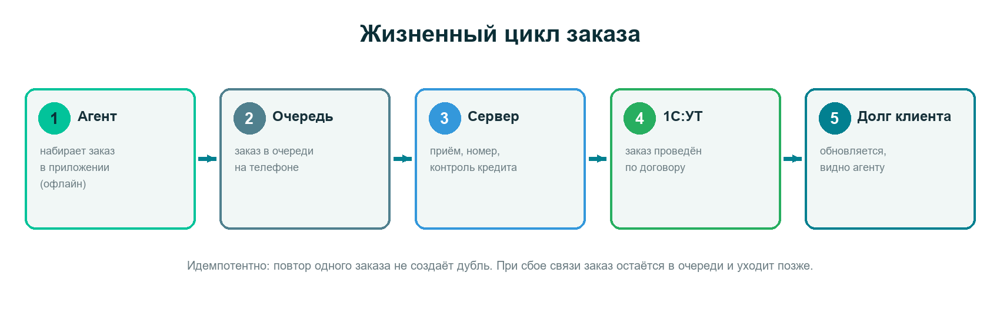 Жизненный цикл заказа
1 Агент
набирает заказ
в приложении
(офлайн)
2 Очередь
заказ в очереди
на телефоне
3 Сервер
приём, номер,
контроль кредита
4 1С:УТ
заказ проведён
по договору
5 Долг клиента
обновляется,
видно агенту
Идемпотентно: повтор одного заказа не создаёт дубль. При сбое связи заказ остаётся в очереди и уходит позже.